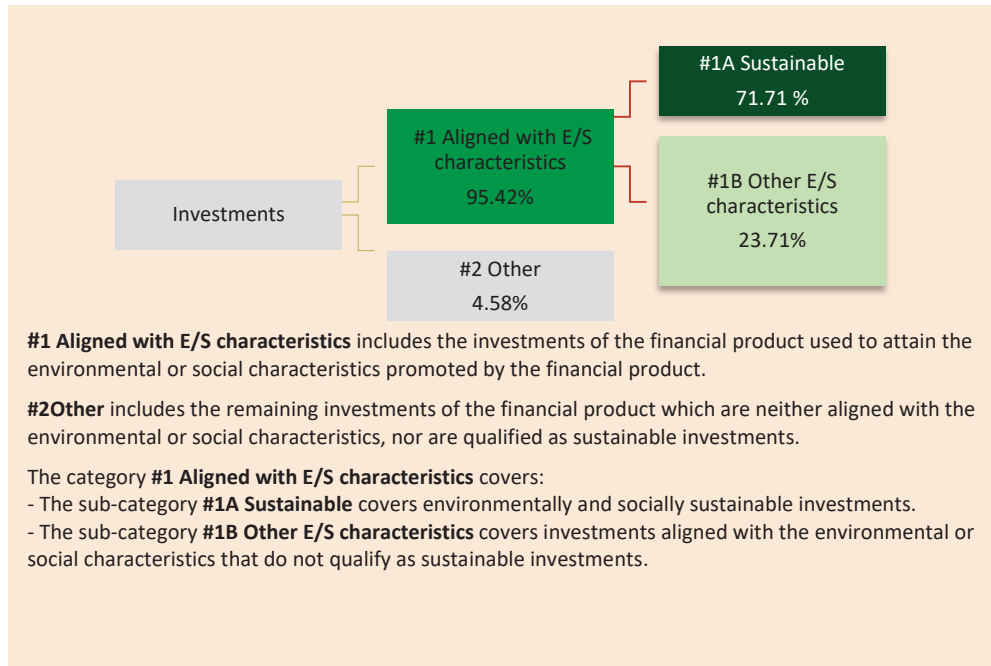 #1A Sustainable
71.71 %
#1 Aligned with E/S
characteristics
95.42%
#1B Other E/S
characteristics
23.71%
Investments
#2 Other
4.58%
#1 Aligned with E/S characteristics includes the investments of the financial product used to attain the
environmental or social characteristics promoted by the financial product.
#2Other includes the remaining investments of the financial product which are neither aligned with the
environmental or social characteristics, nor are qualified as sustainable investments.
The category #1 Aligned with E/S characteristics covers:
- The sub-category #1A Sustainable covers environmentally and socially sustainable investments.
- The sub-category #1B Other E/S characteristics covers investments aligned with the environmental or
social characteristics that do not qualify as sustainable investments.